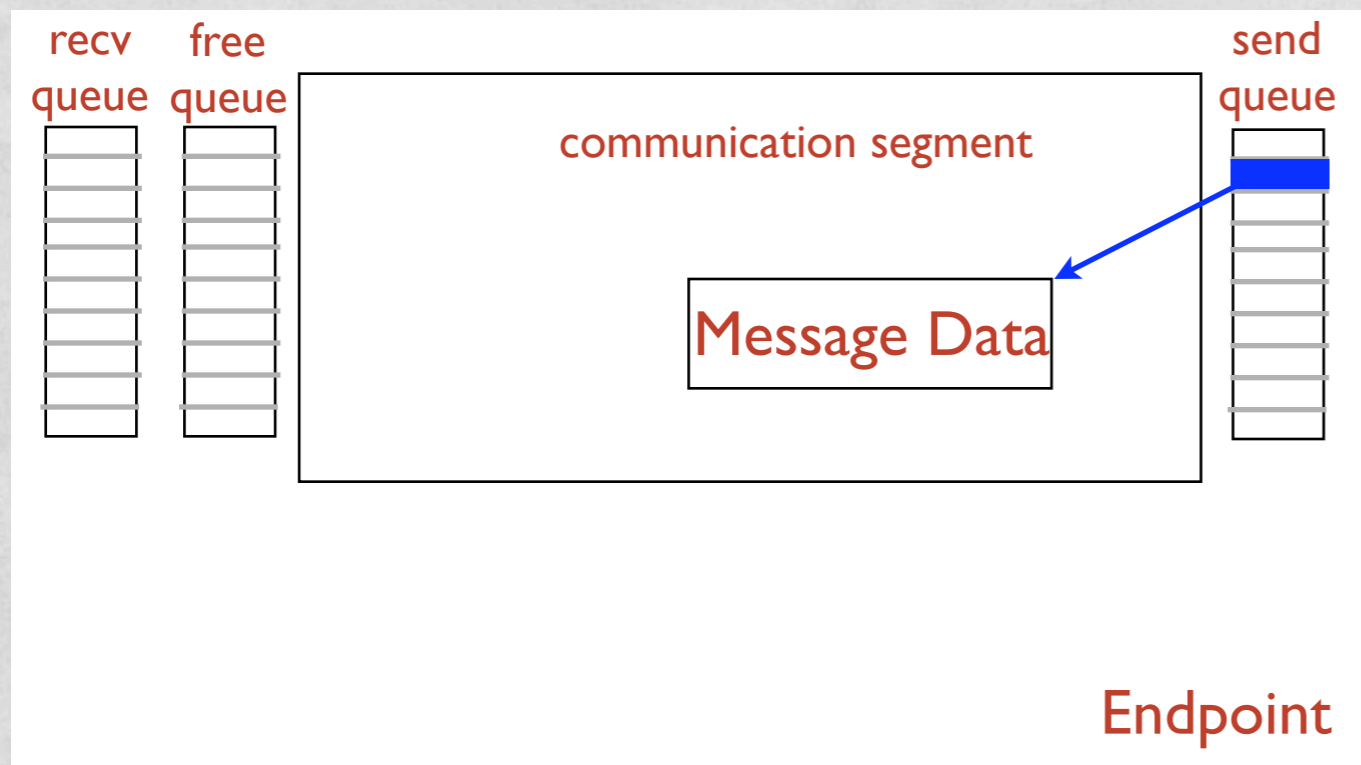 recv
queue
free
queue
send
queue
communication segment
Message Data
Endpoint